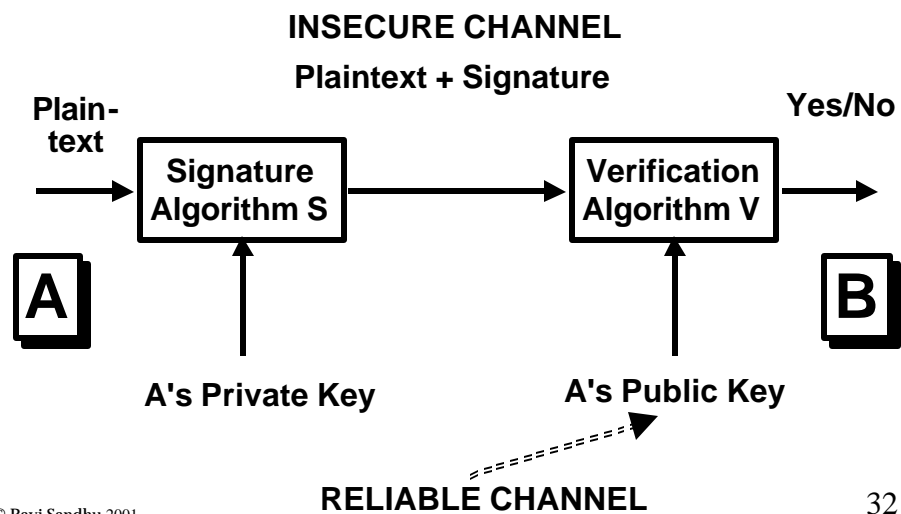 INSECURE CHANNEL
Plaintext + Signature
Plain-
text
Yes/No
Signature
Algorithm S
Verification
Algorithm V
A
B
A's Private Key
A's Public Key
RELIABLE CHANNEL
© Ravi Sandhu 2001
32